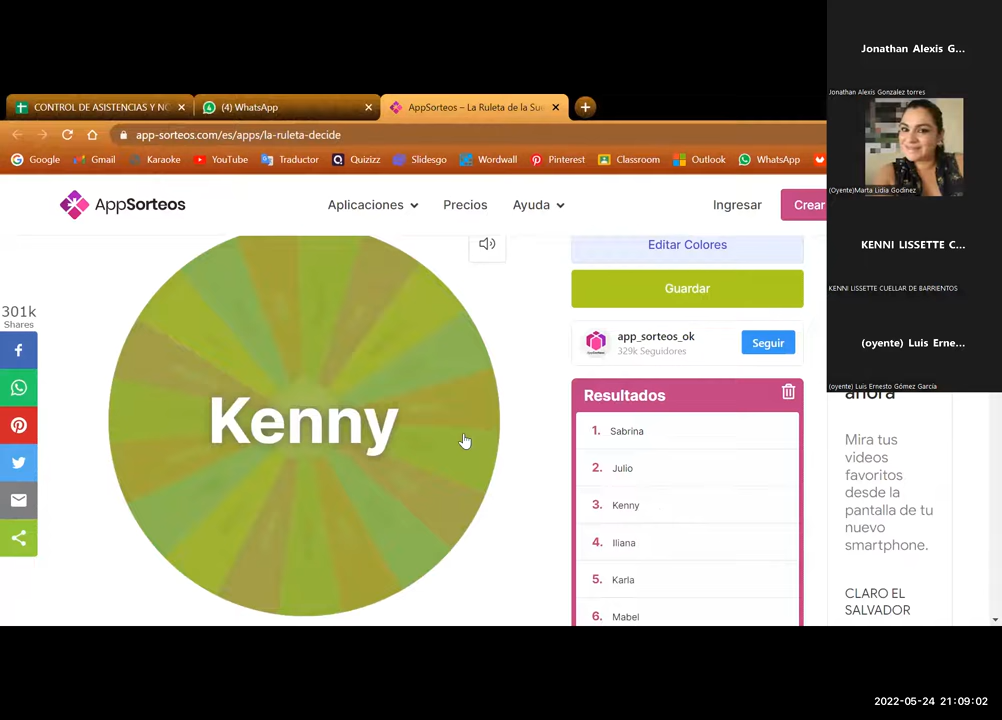 Jonathan Alexis G...
Jonathan Alexis Gonzalez torres
(Oyente)Marta Lidia Godinez
KENNI LISSETTE C...
KENNI LISSETTE CUELLAR DE BARRIENTOS
(oyente) Luis Erne...
(oyente) Luis Ernesto Gómez García
CONTROL DE ASISTENCIAS Y NO
(4) WhatsApp
AppSorteos – La Ruleta de la Sue
app-sorteos.com/es/apps/la-ruleta-decide
Google
Gmail
Karaoke
YouTube
Traductor
Quizizz
Slidesgo
Wordwall
Pinterest
Classroom
Outlook
WhatsApp
AppSorteos
Aplicaciones
Precios
Ayuda
Ingresar
Crear
Editar Colores
Guardar
301k
Shares
app_sorteos_ok
329k Seguidores
Seguir
Kenny
Resultados
1. Sabrina
2. Julio
3. Kenny
4. Iliana
5. Karla
6. Mabel
ahora
Mira tus
videos
favoritos
desde la
pantalla de tu
nuevo
smartphone.
CLARO EL
SALVADOR
2022-05-24 21:09:02